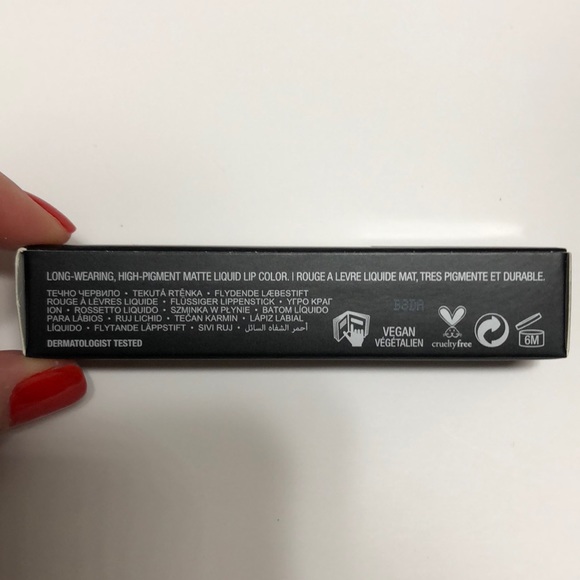 LONG-WEARING, HIGH-PIGMENT MATTE LIQUID LIP COLOR. | ROUGE A LEVRE LIQUIDE MAT, TRES PIGMENTE ET DURABLE.
ТЕЧНО ЧЕРВИЛО • TEKUTÁ RTĚNKA • FLYDENDE LÆBESTIFT
ROUGE À LÈVRES LIQUIDE • FLÜSSIGER LIPPENSTICK • ΥΓΡΟ ΚΡΑΓ
ION • ROSSETTO LIQUIDO • SZMINKA W PŁYNIE • BATOM LÍQUIDO
PARA LÁBIOS • RUJ LICHID • TEČAN KARMIN • LÁPIZ LABIAL
LÍQUIDO • FLYTANDE LÄPPSTIFT • SIVI RUJ • أحمر الشفاه السائل
DERMATOLOGIST TESTED
VEGAN
VÉGÉTALIEN
crueltyfree
6M